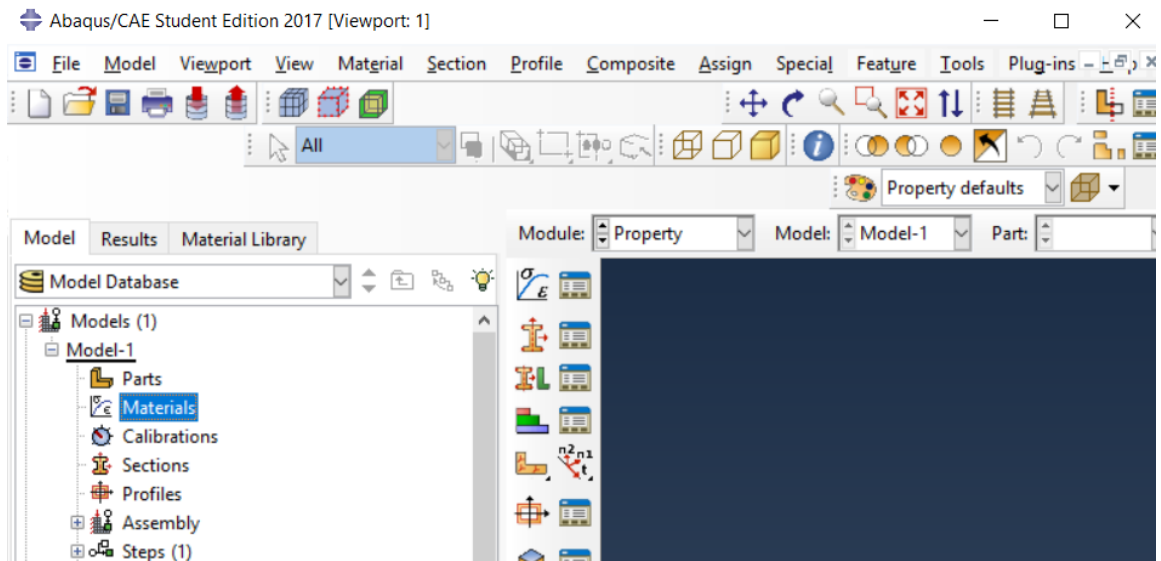 Abaqus/CAE Student Edition 2017 [Viewport: 1]
File Model Viewport View Material Section Profile Composite Assign Special Feature Tools Plug-ins
All
Property defaults
Model Results Material Library
Module: Property Model: Model-1 Part:
Model Database
σ ε
Models (1)
Model-1
Parts
Materials
Calibrations
Sections
n2 n1
t
Profiles
Assembly
Steps (1)